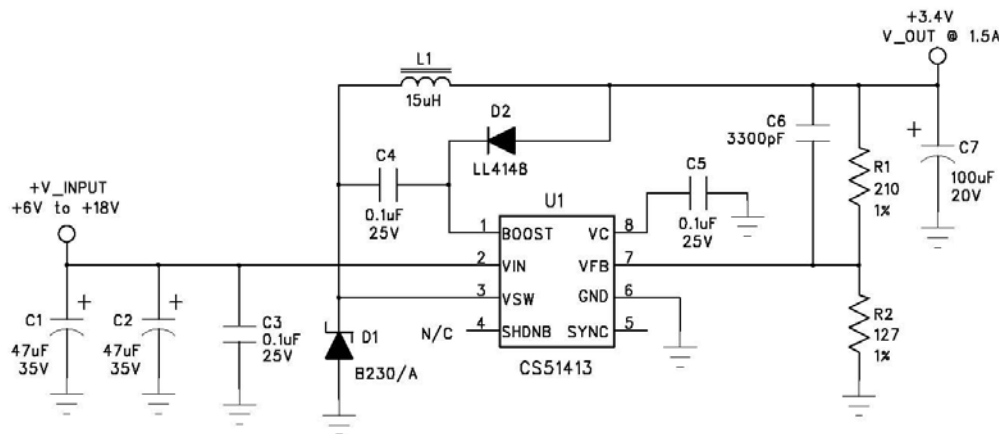 +3.4V
V_OUT @ 1.5A
L1
15uH
D2
LL414B
C6
3300pF
+
C7
100uF
20V
R1
210
1%
C4
0.1uF
25V
C5
0.1uF
25V
+V_INPUT
+6V to +18V
U1
1
BOOST
VC
8
2
VIN
VFB
7
3
VSW
GND
6
N/C
4
SHDNB
SYNC
5
CS51413
C1
+
47uF
35V
C2
+
47uF
35V
C3
0.1uF
25V
D1
B230/A
R2
127
1%